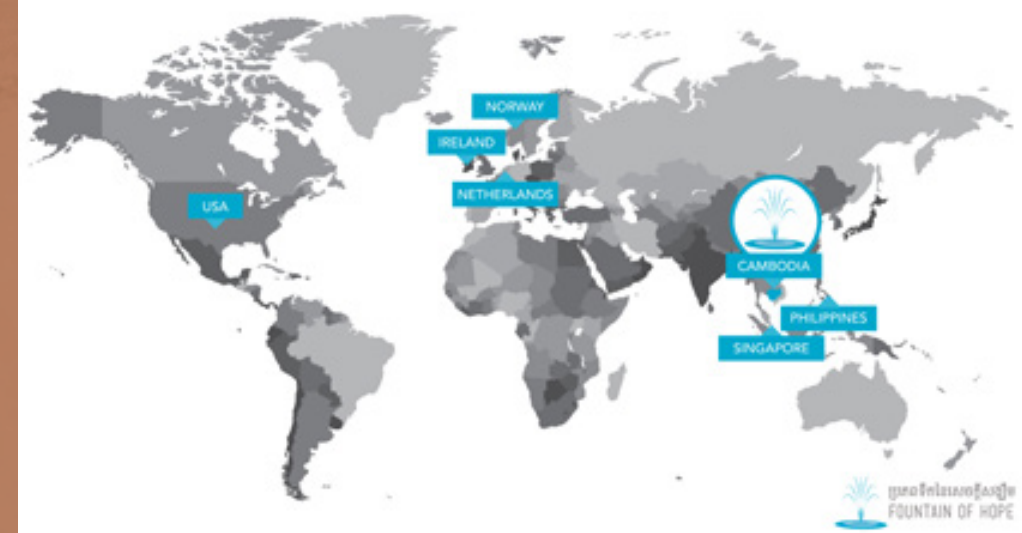 NORWAY
IRELAND
NETHERLANDS
USA
CAMBODIA
PHILIPPINES
SINGAPORE
FOUNTAIN OF HOPE